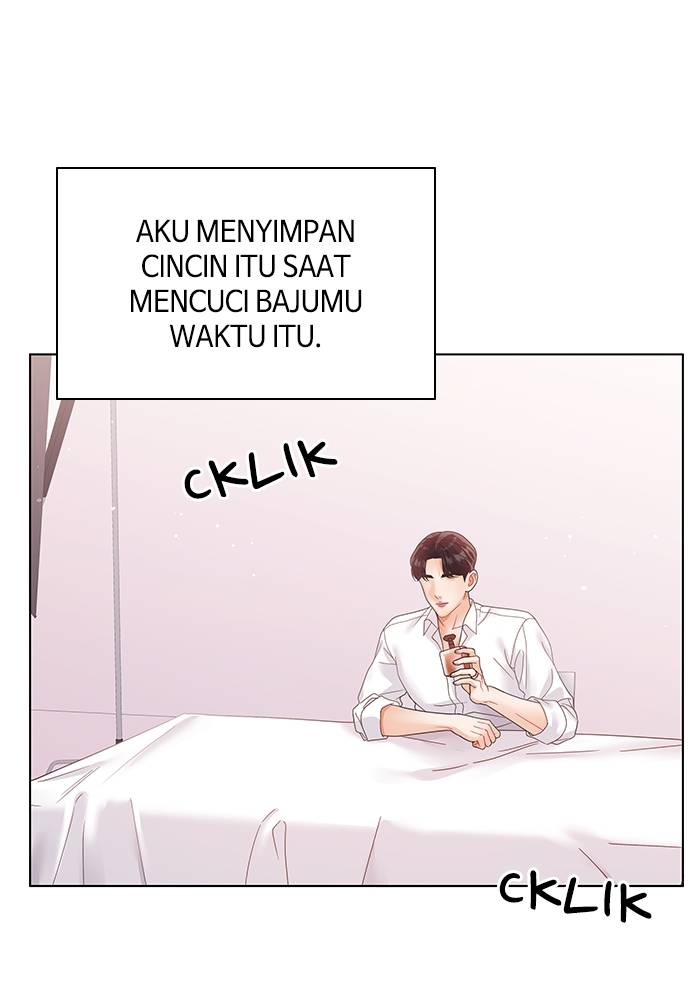 AKU MENYIMPAN
CINCIN ITU SAAT
MENCUCI BAJUMU
WAKTU ITU.
CKLIK
CKLIK